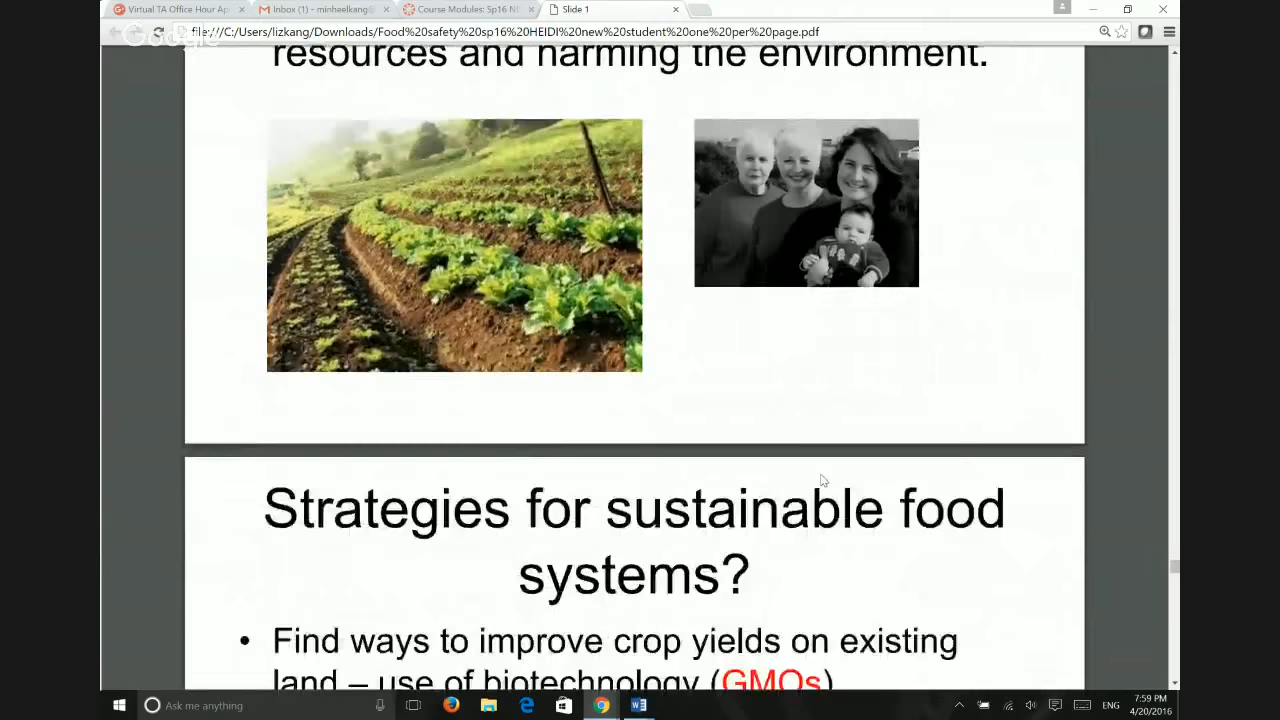 Virtual TA Office Hour Ap
Inbox (1) - minheelkang@
Course Modules: Sp16 N
Slide 1
file:///C:/Users/lizkang/Downloads/Food%20safety%20sp16%20HEIDI%20new%20student%20one%20per%20page.pdf
Google
resources and harming the environment.
Strategies for sustainable food
systems?
• Find ways to improve crop yields on existing
land – use of biotechnology (GMOs)
Ask me anything
ENG
7:59 PM
4/20/2016